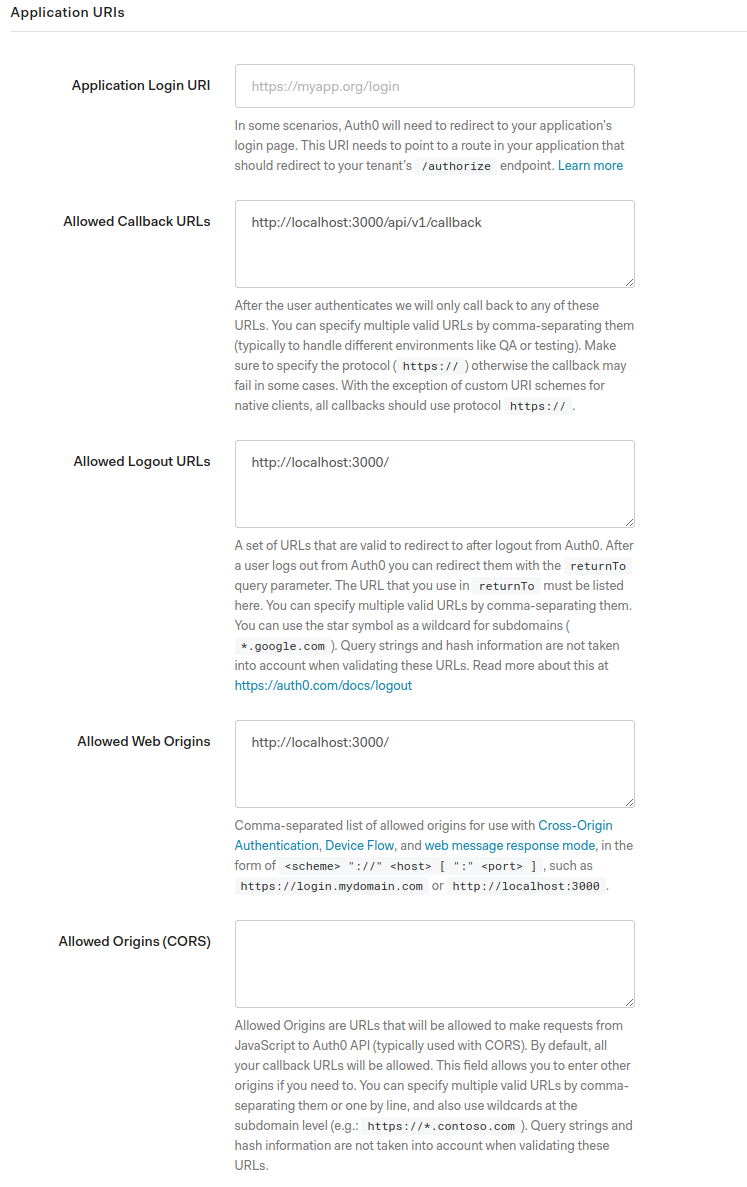 Application URIs
Application Login URI
https://myapp.org/login
In some scenarios, Auth0 will need to redirect to your application's
login page. This URI needs to point to a route in your application that
should redirect to your tenant's /authorize endpoint. Learn more
Allowed Callback URLs
http://localhost:3000/api/v1/callback
After the user authenticates we will only call back to any of these
URLs. You can specify multiple valid URLs by comma-separating them
(typically to handle different environments like QA or testing). Make
sure to specify the protocol ( https:// ) otherwise the callback may
fail in some cases. With the exception of custom URI schemes for
native clients, all callbacks should use protocol https:// .
Allowed Logout URLs
http://localhost:3000/
A set of URLs that are valid to redirect to after logout from Auth0. After
a user logs out from Auth0 you can redirect them with the returnTo
query parameter. The URL that you use in returnTo must be listed
here. You can specify multiple valid URLs by comma-separating them.
You can use the star symbol as a wildcard for subdomains (
*.google.com ). Query strings and hash information are not taken
into account when validating these URLs. Read more about this at
https://auth0.com/docs/logout
Allowed Web Origins
http://localhost:3000/
Comma-separated list of allowed origins for use with Cross-Origin
Authentication, Device Flow, and web message response mode, in the
form of <scheme> "://" <host> [ ":" <port> ] , such as
https://login.mydomain.com or http://localhost:3000 .
Allowed Origins (CORS)
Allowed Origins are URLs that will be allowed to make requests from
JavaScript to Auth0 API (typically used with CORS). By default, all
your callback URLs will be allowed. This field allows you to enter other
origins if you need to. You can specify multiple valid URLs by comma-
separating them or one by line, and also use wildcards at the
subdomain level (e.g.: https://*.contoso.com ). Query strings and
hash information are not taken into account when validating these
URLs.